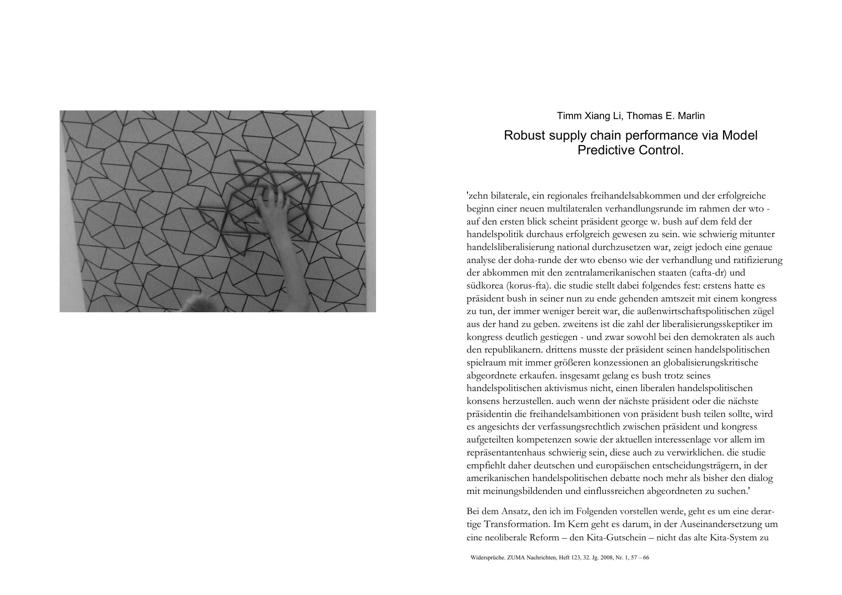 Timm Xiang Li, Thomas E. Marlin
Robust supply chain performance via Model
Predictive Control.
'zehn bilaterale, ein regionales freihandelsabkommen und der erfolgreiche
beginn einer neuen multilateralen verhandlungsrunde im rahmen der wto -
auf den ersten blick scheint präsident george w. bush auf dem feld der
handelspolitik durchaus erfolgreich gewesen zu sein. wie schwierig mitunter
handelsliberalisierung national durchzusetzen war, zeigt jedoch eine genaue
analyse der doha-runde der wto ebenso wie der verhandlung und ratifizierung
der abkommen mit den zentralamerikanischen staaten (cafta-dr) und
südkorea (korus-fta). die studie stellt dabei folgendes fest: erstens hatte es
präsident bush in seiner nun zu ende gehenden amtszeit mit einem kongress
zu tun, der immer weniger bereit war, die außenwirtschaftspolitischen zügel
aus der hand zu geben. zweitens ist die zahl der liberalisierungsskeptiker im
kongress deutlich gestiegen - und zwar sowohl bei den demokraten als auch
den republikanern. drittens musste der präsident seinen handelspolitischen
spielraum mit immer größeren konzessionen an globalisierungskritische
abgeordnete erkaufen. insgesamt gelang es bush trotz seines
handelspolitischen aktivismus nicht, einen liberalen handelspolitischen
konsens herzustellen. auch wenn der nächste präsident oder die nächste
präsidentin die freihandelsambitionen von präsident bush teilen sollte, wird
es angesichts der verfassungsrechtlich zwischen präsident und kongress
aufgeteilten kompetenzen sowie der aktuellen interessenlage vor allem im
repräsentantenhaus schwierig sein, diese auch zu verwirklichen. die studie
empfiehlt daher deutschen und europäischen entscheidungsträgern, in der
amerikanischen handelspolitischen debatte noch mehr als bisher den dialog
mit meinungsbildenden und einflussreichen abgeordneten zu suchen.'
Bei dem Ansatz, den ich im Folgenden vorstellen werde, geht es um eine derar-
tige Transformation. Im Kern geht es darum, in der Auseinandersetzung um
eine neoliberale Reform – den Kita-Gutschein – nicht das alte Kita-System zu
Widersprüche. ZUMA Nachrichten, Heft 123, 32. Jg. 2008, Nr. 1, 57 – 66